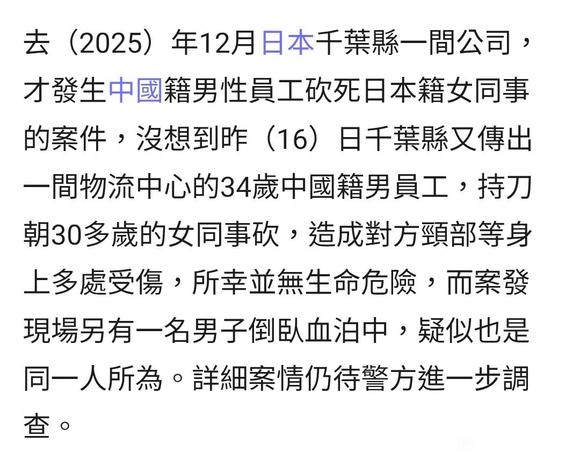 去（2025）年12月日本千葉縣一間公司，
才發生中國籍男性員工砍死日本籍女同事
的案件，沒想到昨（16）日千葉縣又傳出
一間物流中心的34歲中國籍男員工，持刀
朝30多歲的女同事砍，造成對方頸部等身
上多處受傷，所幸並無生命危險，而案發
現場另有一名男子倒臥血泊中，疑似也是
同一人所為。詳細案情仍待警方進一步調
查。